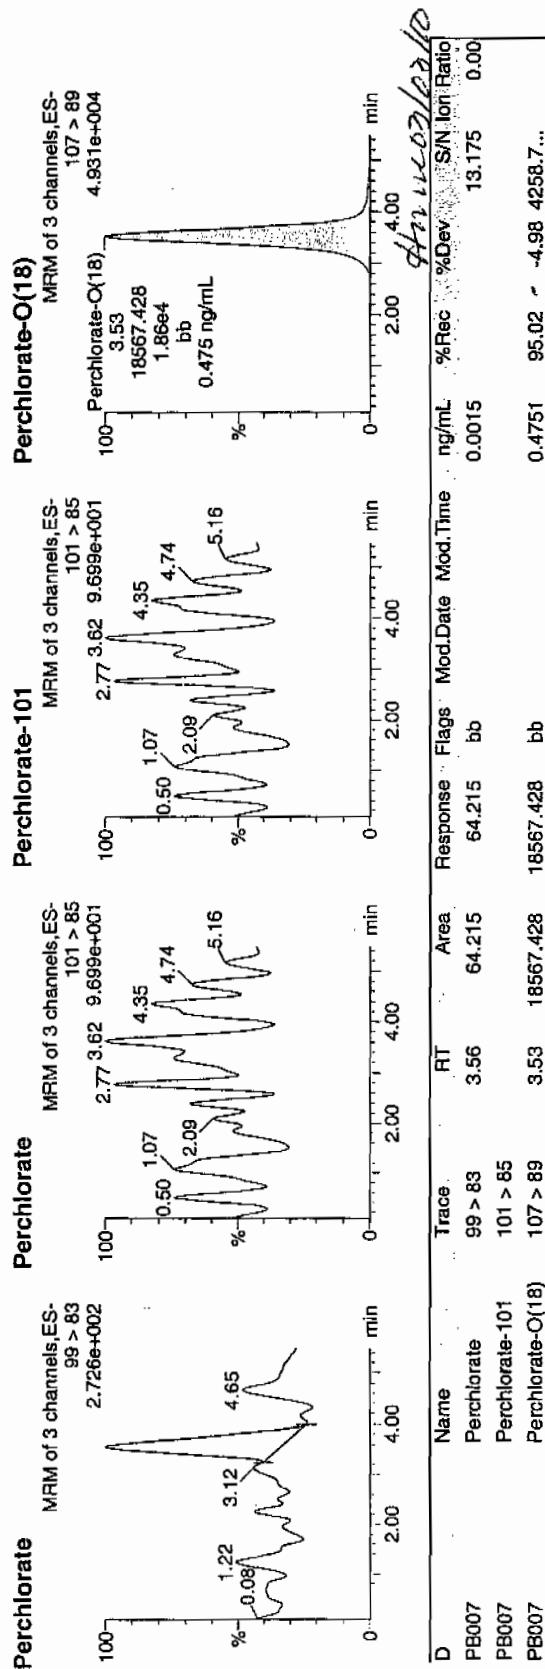 Perchlorate
MRM of 3 channels,ES-
99 > 83
2.726e+002
100
%
0
0.08
1.22
3.12
4.65
2.00
4.00
min
Perchlorate
MRM of 3 channels,ES-
101 > 85
9.699e+001
100
%
0
0.50
1.07
2.09
2.77
3.62
4.35
4.74
5.16
2.00
4.00
min
Perchlorate-101
MRM of 3 channels,ES-
101 > 85
9.699e+001
100
%
0
0.50
1.07
2.09
2.77
3.62
4.35
4.74
5.16
2.00
4.00
min
Perchlorate-O(18)
MRM of 3 channels,ES-
107 > 89
4.931e+004
100
%
0
Perchlorate-O(18)
3.53
18567.428
1.86e4
bb
0.475 ng/mL
2.00
4.00
min
03/03/10
D Name Trace RT Area Response Flags Mod.Date Mod.Time ng/mL %Rec %Dev S/N Ion Ratio
PB007 Perchlorate 99 > 83 3.56 64.215 64.215 bb 0.0015 13.175 0.00
PB007 Perchlorate-101 101 > 85
PB007 Perchlorate-O(18) 107 > 89 3.53 18567.428 18567.428 bb 0.4751 95.02 -4.98 4258.7...